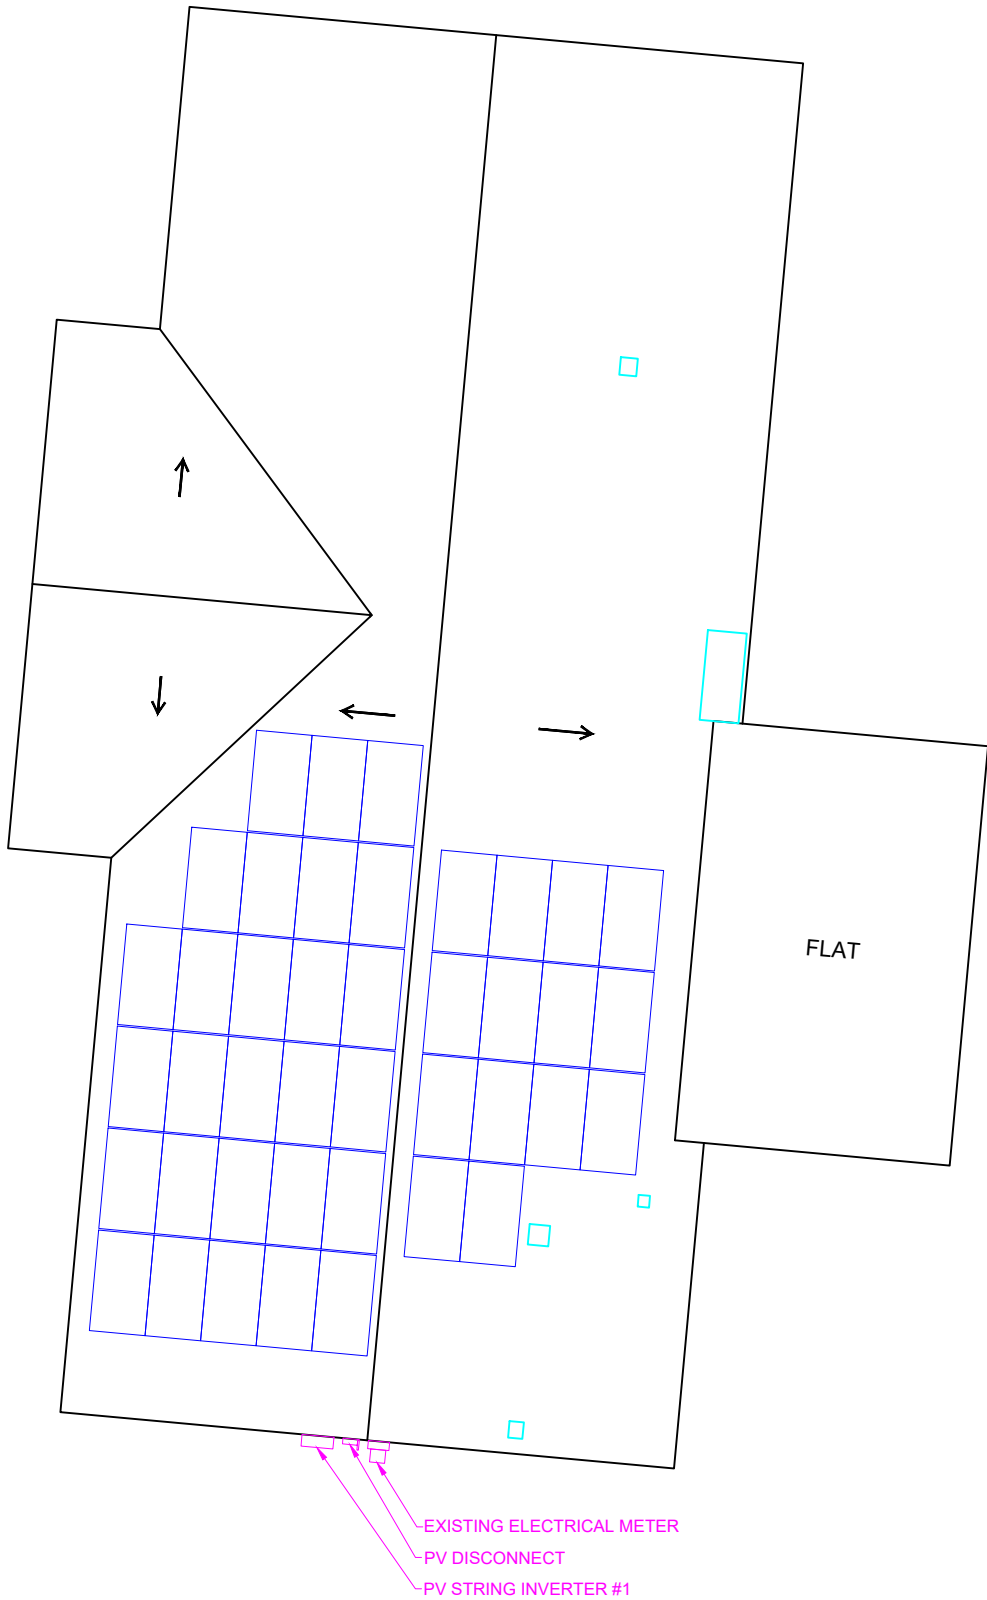 FLAT
EXISTING ELECTRICAL METER
PV DISCONNECT
PV STRING INVERTER #1